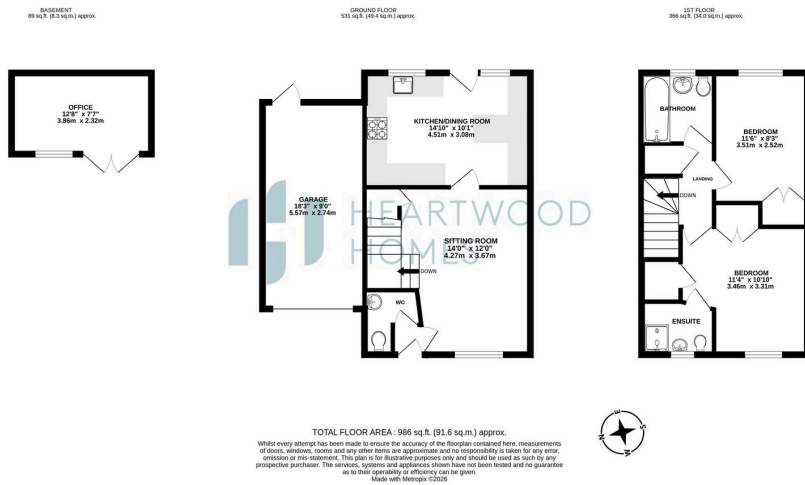 BASEMENT
89 sq.ft. (8.3 sq.m.) approx.
GROUND FLOOR
531 sq.ft. (49.4 sq.m.) approx.
1ST FLOOR
366 sq.ft. (34.0 sq.m.) approx.
OFFICE
12'8" x 7'7"
3.86m x 2.32m
KITCHEN/DINING ROOM
14'10" x 10'1"
4.51m x 3.08m
BATHROOM
BEDROOM
11'6" x 8'3"
3.51m x 2.52m
LANDING
DOWN
GARAGE
18'3" x 9'0"
5.57m x 2.74m
HEARTWOOD
HOMES
SITTING ROOM
14'0" x 12'0"
4.27m x 3.67m
DOWN
WC
BEDROOM
11'4" x 10'10"
3.46m x 3.31m
ENSUITE
TOTAL FLOOR AREA : 986 sq.ft. (91.6 sq.m.) approx.
Whilst every attempt has been made to ensure the accuracy of the floorplan contained here, measurements
of doors, windows, rooms and any other items are approximate and no responsibility is taken for any error,
omission or mis-statement. This plan is for illustrative purposes only and should be used as such by any
prospective purchaser. The services, systems and appliances shown have not been tested and no guarantee
as to their operability or efficiency can be given.
Made with Metropix ©2026
N
E
S
W